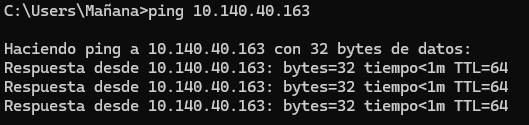 C:\Users\Mañana>ping 10.140.40.163
Haciendo ping a 10.140.40.163 con 32 bytes de datos:
Respuesta desde 10.140.40.163: bytes=32 tiempo<1m TTL=64
Respuesta desde 10.140.40.163: bytes=32 tiempo<1m TTL=64
Respuesta desde 10.140.40.163: bytes=32 tiempo<1m TTL=64